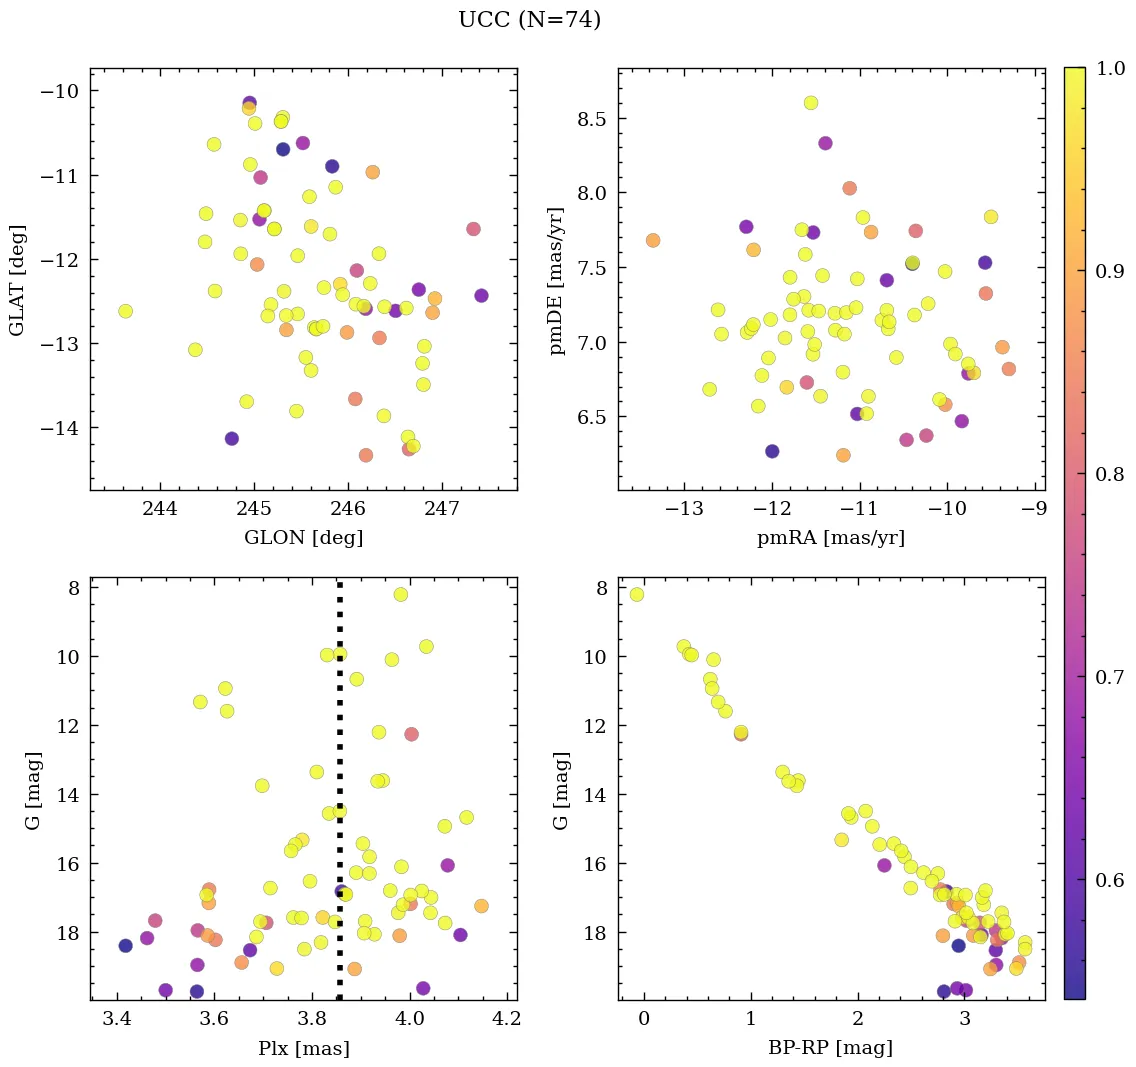 UCC (N=74)
−10
−11
−12
−13
−14
GLAT [deg]
244 245 246 247
GLON [deg]
8.5
8.0
7.5
7.0
6.5
pmDE [mas/yr]
−13 −12 −11 −10 −9
pmRA [mas/yr]
1.0
0.9
0.8
0.7
0.6
8
10
12
14
16
18
G [mag]
3.4 3.6 3.8 4.0 4.2
Plx [mas]
8
10
12
14
16
18
G [mag]
0 1 2 3
BP-RP [mag]